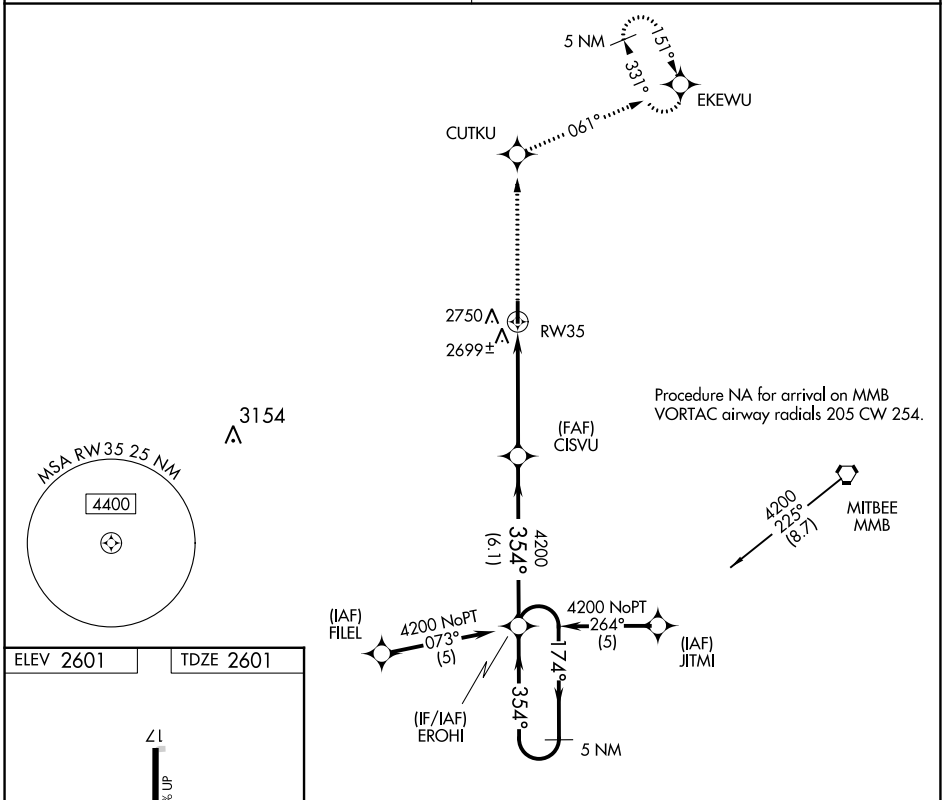 5 NM
151°
331°
EKEWU
CUTKU
061°
2750
RW35
2699±
Procedure NA for arrival on MMB
VORTAC airway radials 205 CW 254.
3154
(FAF)
CISVU
MSA RW35 25 NM
4400
MITBEE
MMB
4200
225°
(8.7)
4200
354°
(6.1)
(IAF)
FILEL
4200 NoPT
073°
(5)
4200 NoPT
264°
(5)
(IAF)
JITMI
174°
354°
(IF/IAF)
EROHI
5 NM
ELEV 2601
TDZE 2601
17
% UP